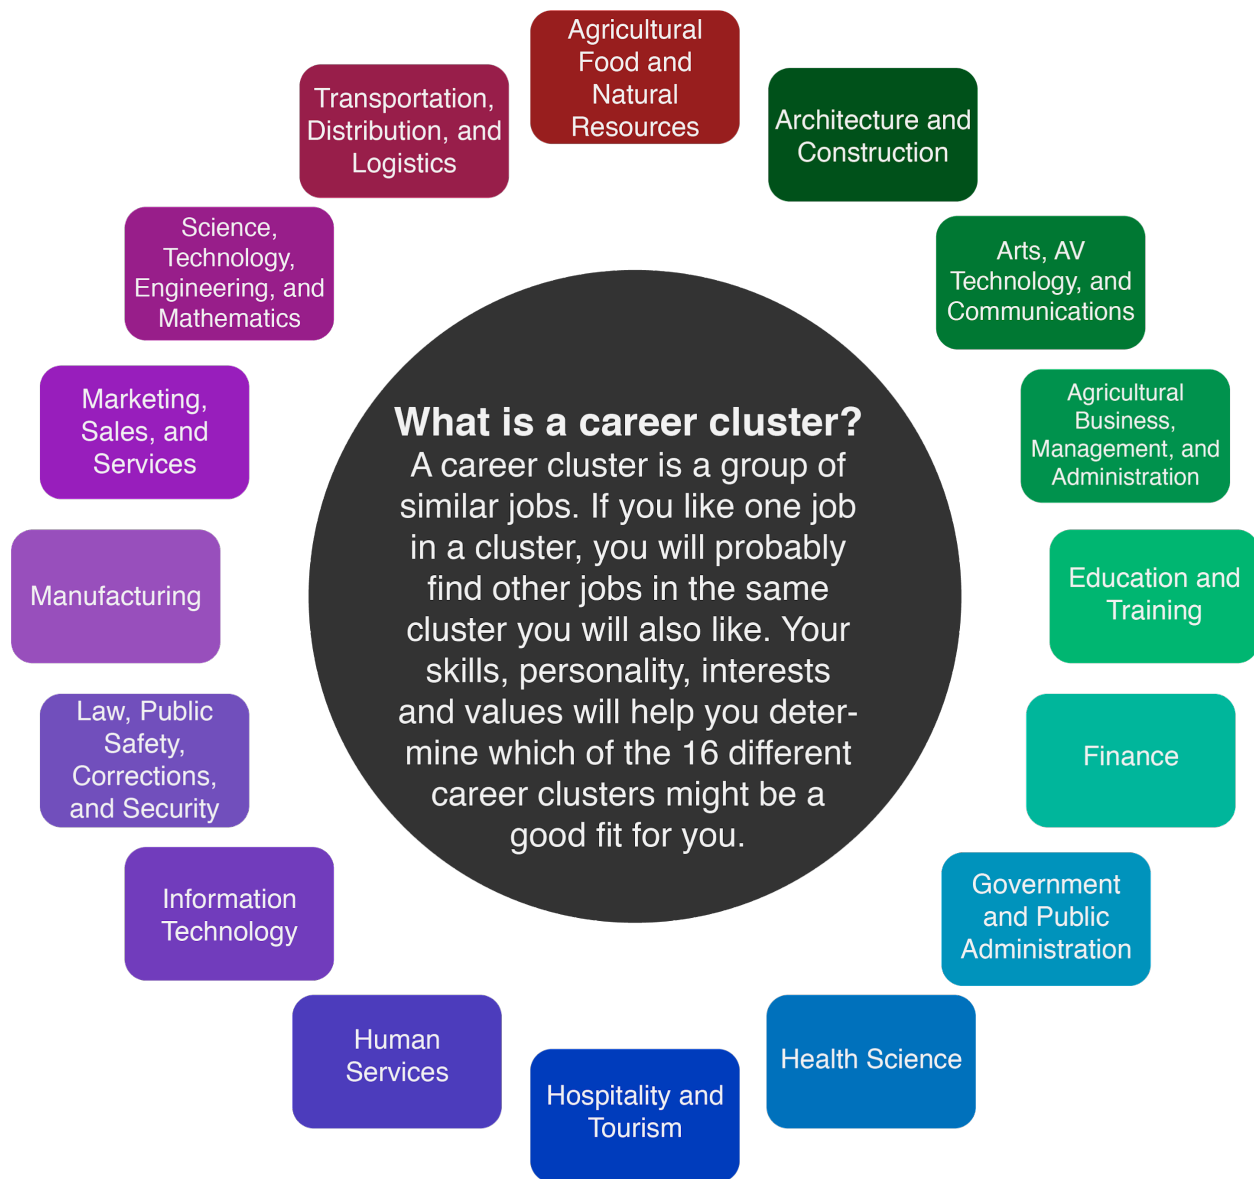 Agricultural
Food and
Natural
Resources
Architecture and
Construction
Arts, AV
Technology, and
Communications
Agricultural
Business,
Management, and
Administration
Education and
Training
Finance
Government
and Public
Administration
Health Science
Hospitality and
Tourism
Human
Services
Information
Technology
Law, Public
Safety,
Corrections,
and Security
Manufacturing
Marketing,
Sales, and
Services
Science,
Technology,
Engineering, and
Mathematics
Transportation,
Distribution, and
Logistics
What is a career cluster?
A career cluster is a group of
similar jobs. If you like one job
in a cluster, you will probably
find other jobs in the same
cluster you will also like. Your
skills, personality, interests
and values will help you deter-
mine which of the 16 different
career clusters might be a
good fit for you.